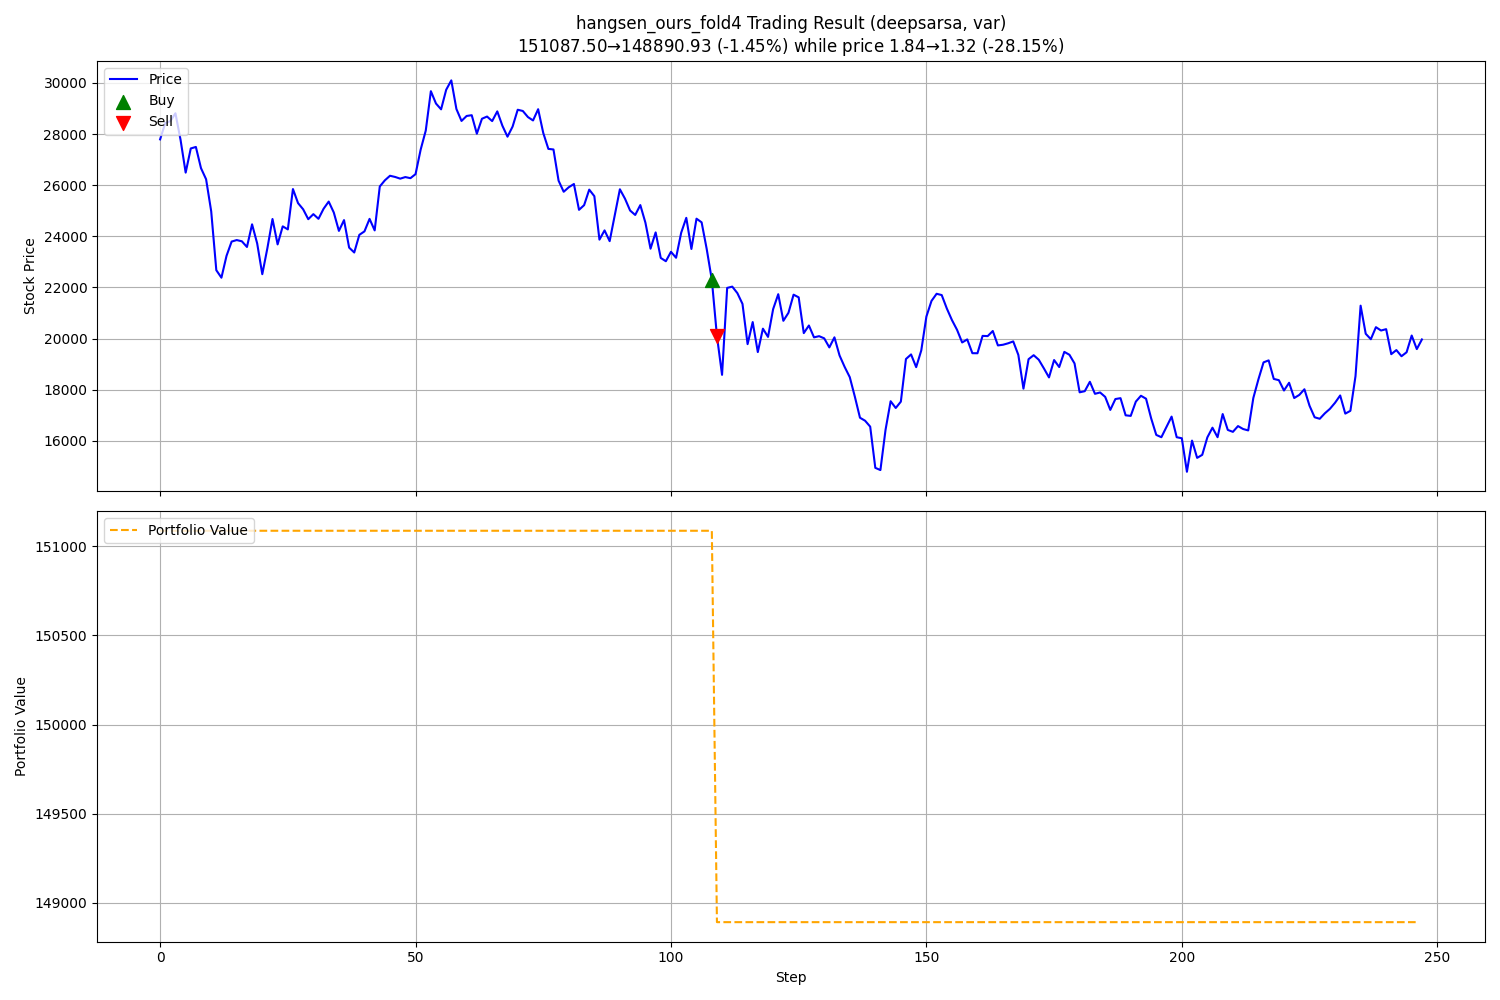 hangsen_ours_fold4 Trading Result (deepsarsa, var)
151087.50→148890.93 (-1.45%) while price 1.84→1.32 (-28.15%)
Price
Buy
Sell
Stock Price
30000
28000
26000
24000
22000
20000
18000
16000
Portfolio Value
Portfolio Value
151000
150500
150000
149500
149000
0
50
100
150
200
250
Step